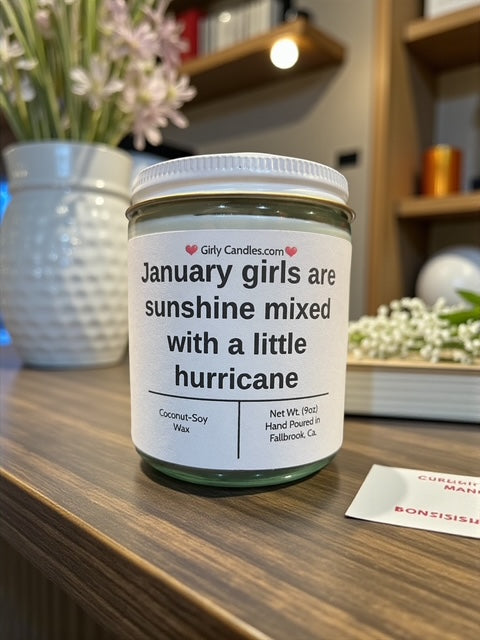 Girly Candles.com
January girls are
sunshine mixed
with a little
hurricane
Coconut-Soy
Wax
Net Wt. (9oz)
Hand Poured in
Fallbrook, Ca.